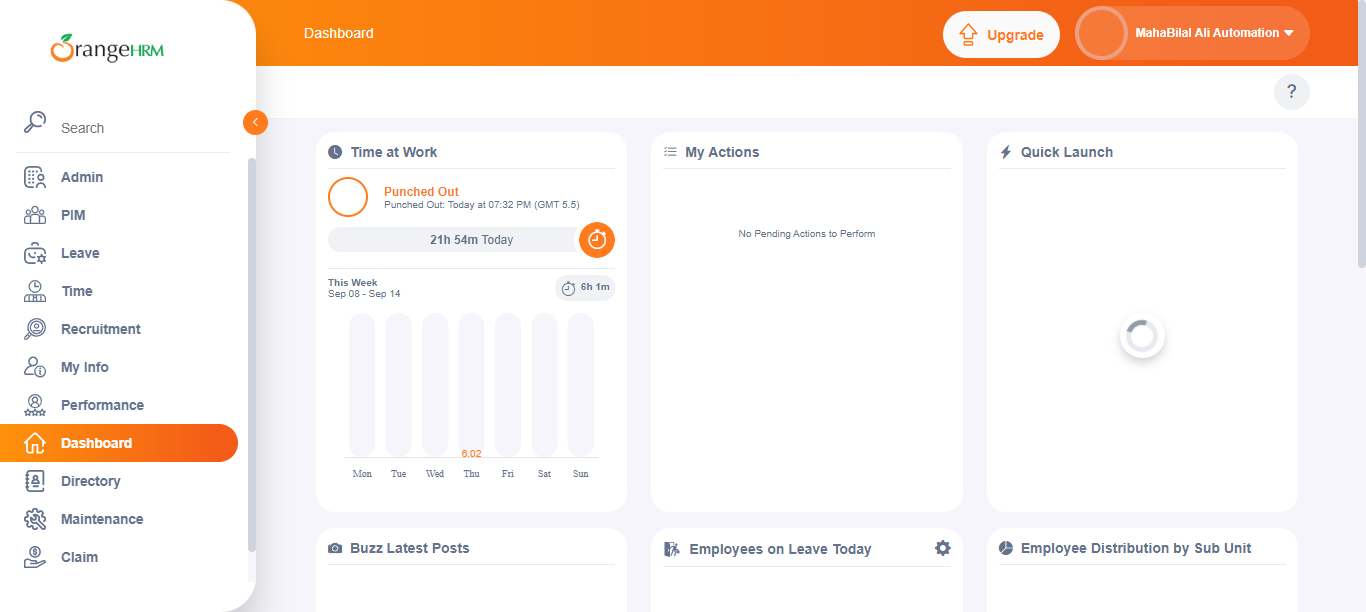 OrangeHRM
Dashboard
Upgrade
MahaBilal Ali Automation
?
Search
Admin
PIM
Leave
Time
Recruitment
My Info
Performance
Dashboard
Directory
Maintenance
Claim
Time at Work
Punched Out
Punched Out: Today at 07:32 PM (GMT 5.5)
21h 54m Today
This Week
Sep 08 - Sep 14
6h 1m
6.02
Mon Tue Wed Thu Fri Sat Sun
My Actions
No Pending Actions to Perform
Quick Launch
Buzz Latest Posts
Employees on Leave Today
Employee Distribution by Sub Unit